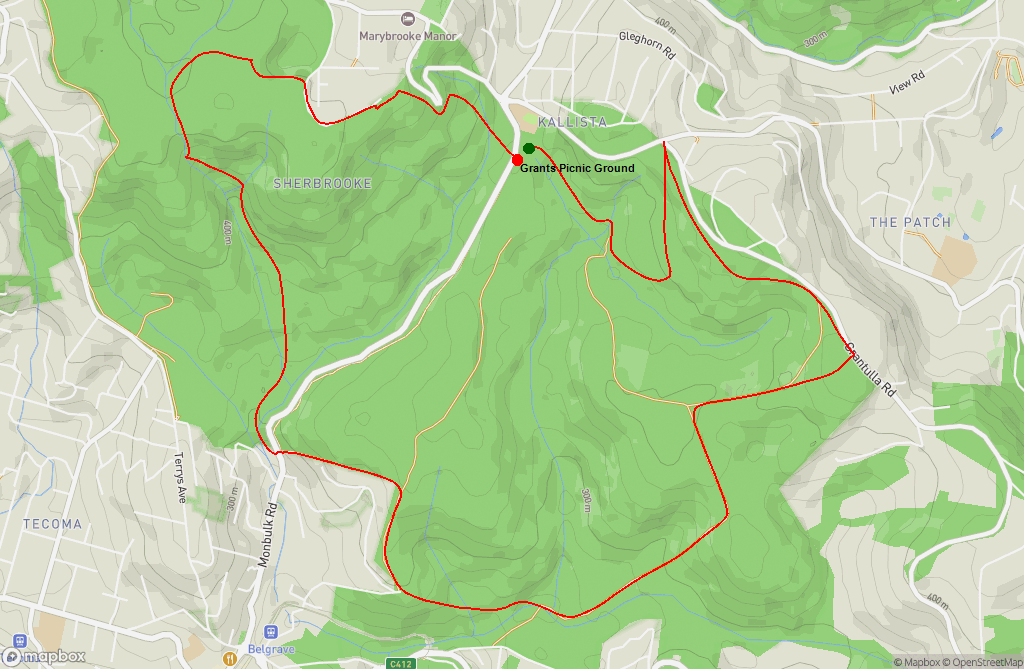 400 m
Marybrooke Manor
Gleghorn Rd
300 m
View Rd
KALLISTA
Grants Picnic Ground
SHERBROOKE
400 m
THE PATCH
Grantulla Rd
Terrys Ave
300 m
300 m
TECOMA
Monbulk Rd
400 m
Belgrave
C412
mapbox
© Mapbox © OpenStreetMap